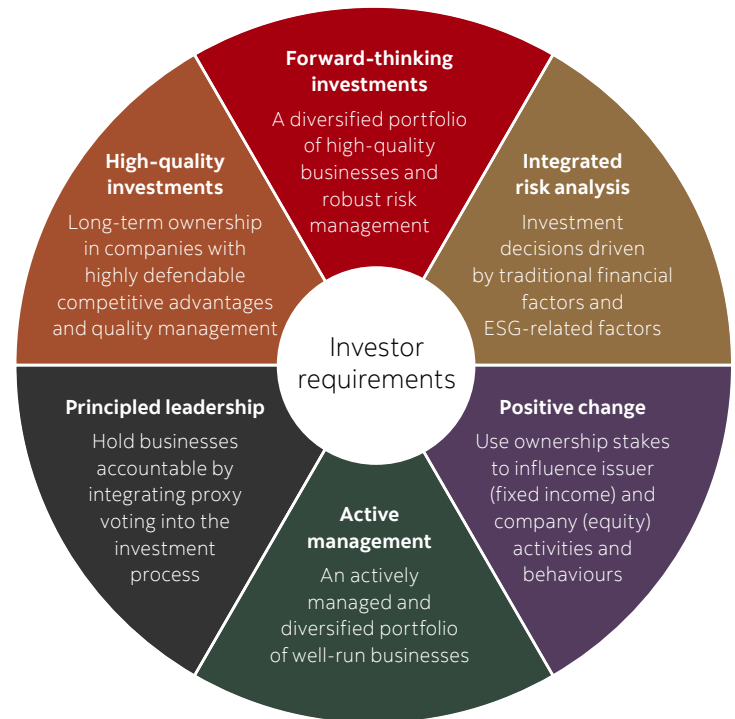 Forward-thinking
investments
A diversified portfolio
of high-quality
businesses and
robust risk
management
Integrated
risk analysis
Investment
decisions driven
by traditional financial
factors and
ESG-related factors
Positive change
Use ownership stakes
to influence issuer
(fixed income) and
company (equity)
activities and
behaviours
Active
management
An actively
managed and
diversified portfolio
of well-run businesses
Principled leadership
Hold businesses
accountable by
integrating proxy
voting into the
investment
process
High-quality
investments
Long-term ownership
in companies with
highly defendable
competitive advantages
and quality management
Investor
requirements